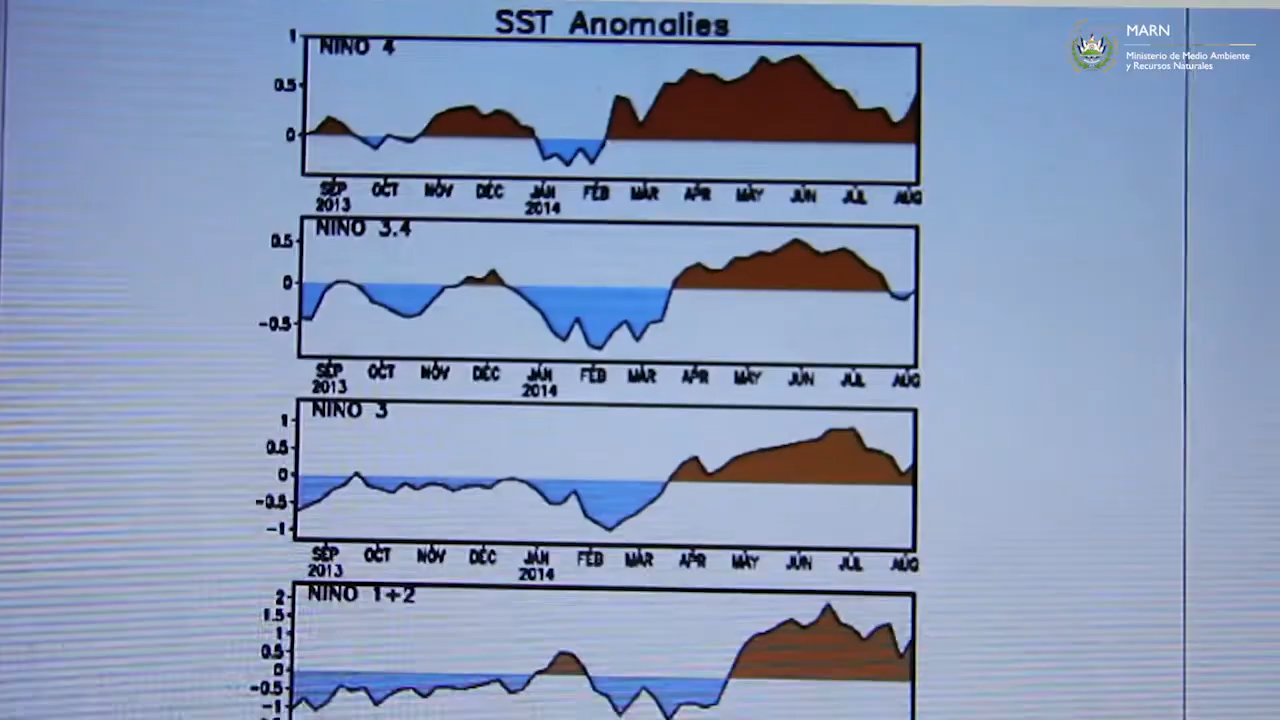 SST Anomalies
MARN
Ministerio de Medio Ambiente
y Recursos Naturales
NINO 4
1
0.5
0
SEP OCT NOV DEC JAN FEB MAR APR MAY JUN JUL AUG
2013 2014
NINO 3.4
0.5
0
-0.5
SEP OCT NOV DEC JAN FEB MAR APR MAY JUN JUL AUG
2013 2014
NINO 3
1
0.5
0
-0.5
-1
SEP OCT NOV DEC JAN FEB MAR APR MAY JUN JUL AUG
2013 2014
NINO 1+2
2
1.5
1
0.5
0
-0.5
-1